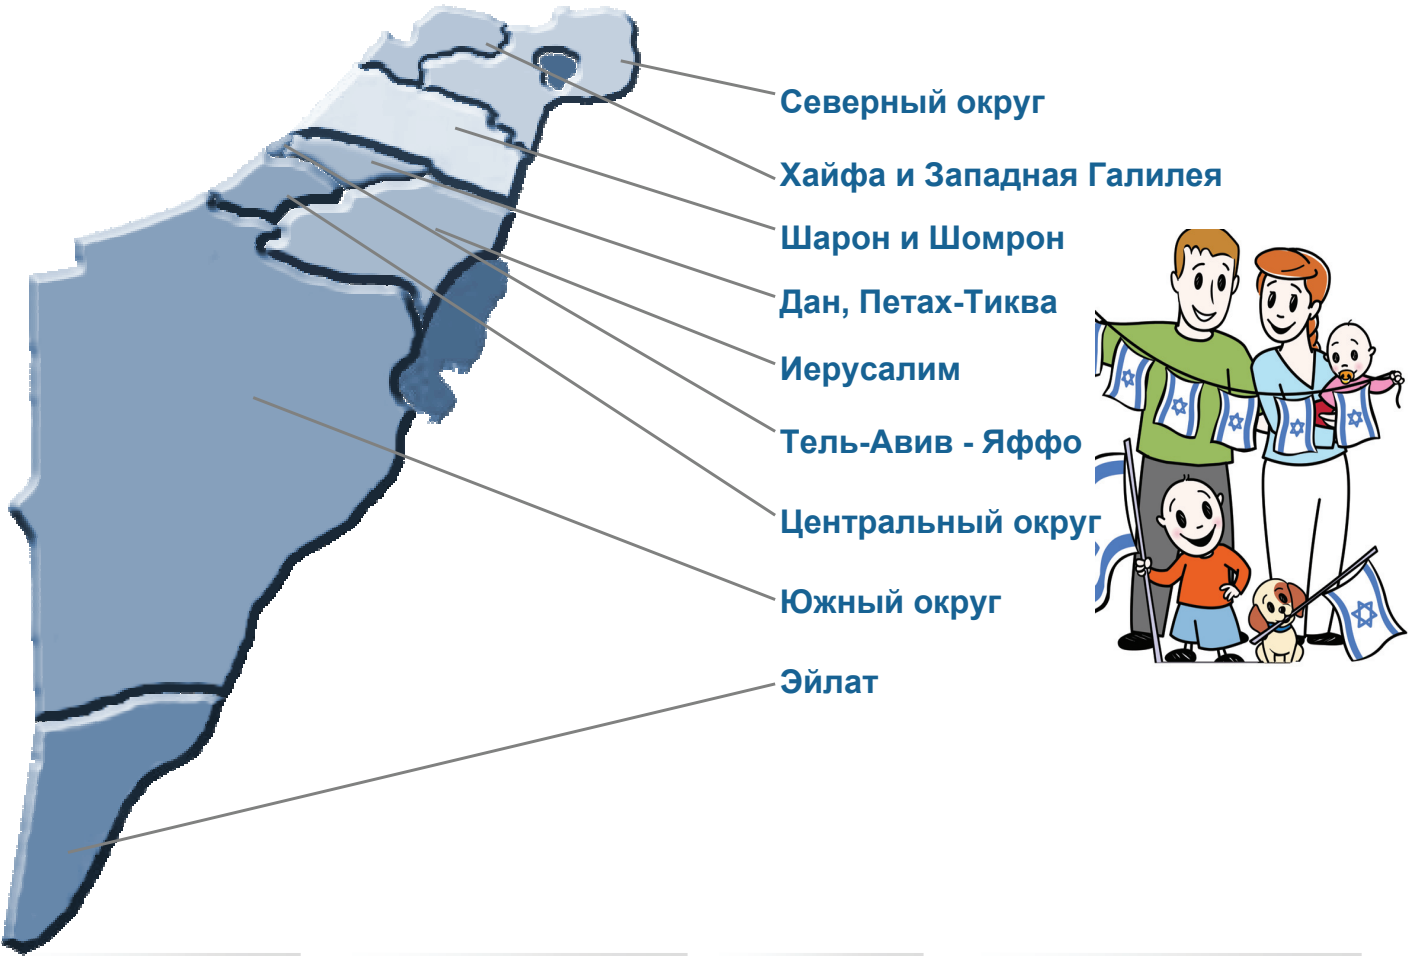 Северный округ
Хайфа и Западная Галилея
Шарон и Шомрон
Дан, Петах-Тиква
Иерусалим
Тель-Авив - Яффо
Центральный округ
Южный округ
Эйлат